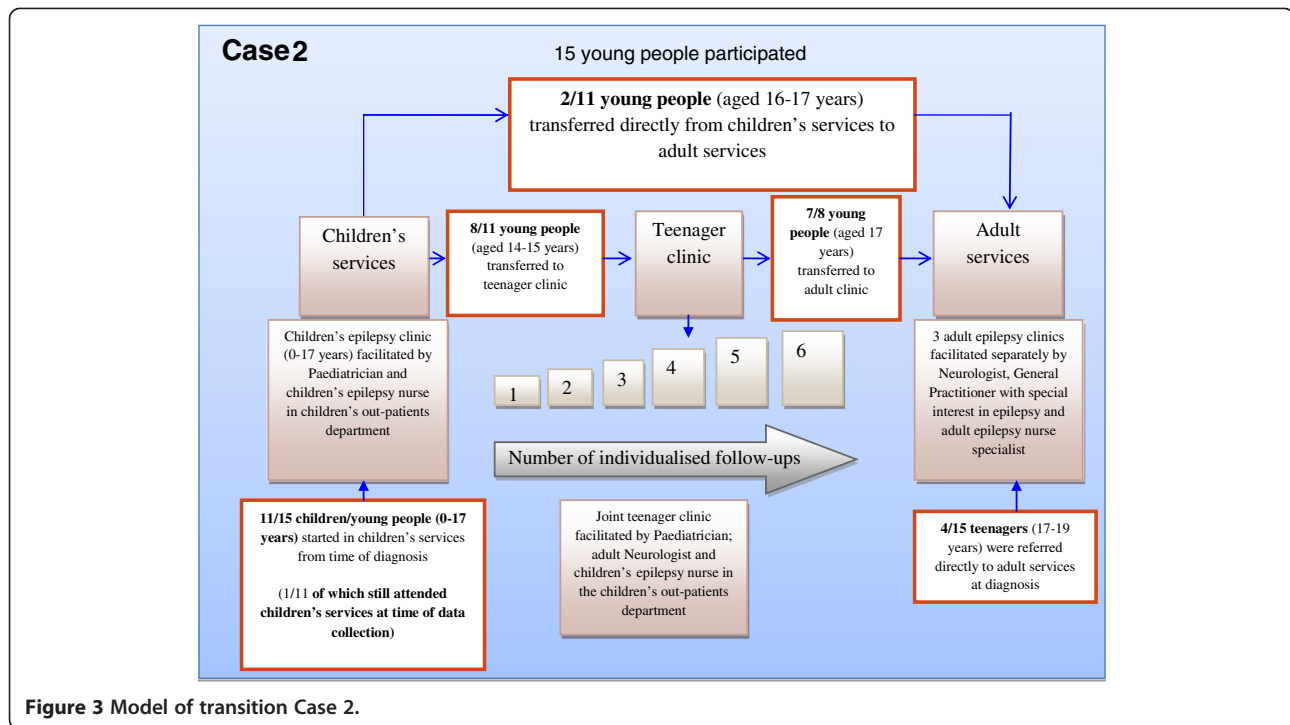 Case2
15 young people participated
2/11 young people (aged 16-17 years)
transferred directly from children's services to
adult services
Children's
services
8/11 young people
(aged 14-15 years)
transferred to
teenager clinic
Teenager
clinic
7/8 young
people (aged 17
years)
transferred to
adult clinic
Adult
services
Children's epilepsy clinic
(0-17 years) facilitated by
Paediatrician and
children's epilepsy nurse
in children's out-patients
department
1
2
3
4
5
6
Number of individualised follow-ups
3 adult epilepsy clinics
facilitated separately by
Neurologist, General
Practitioner with special
interest in epilepsy and
adult epilepsy nurse
specialist
11/15 children/young people (0-17
years) started in children's services
from time of diagnosis
(1/11 of which still attended
children's services at time of data
collection)
Joint teenager clinic
facilitated by Paediatrician;
adult Neurologist and
children's epilepsy nurse in
the children's out-patients
department
4/15 teenagers (17-19
years) were referred
directly to adult services
at diagnosis
Figure 3 Model of transition Case 2.